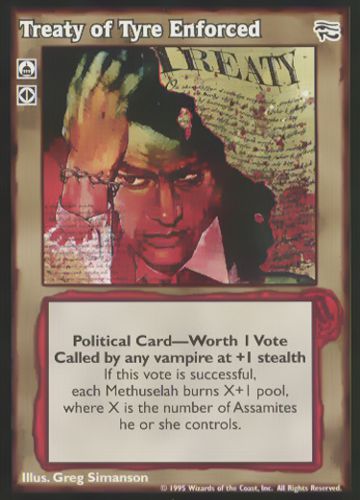 Treaty of Tyre Enforced
TREATY
Political Card—Worth 1 Vote
Called by any vampire at +1 stealth
If this vote is successful,
each Methuselah burns X+1 pool,
where X is the number of Assamites
he or she controls.
Illus. Greg Simanson
© 1995 Wizards of the Coast, Inc. All Rights Reserved.